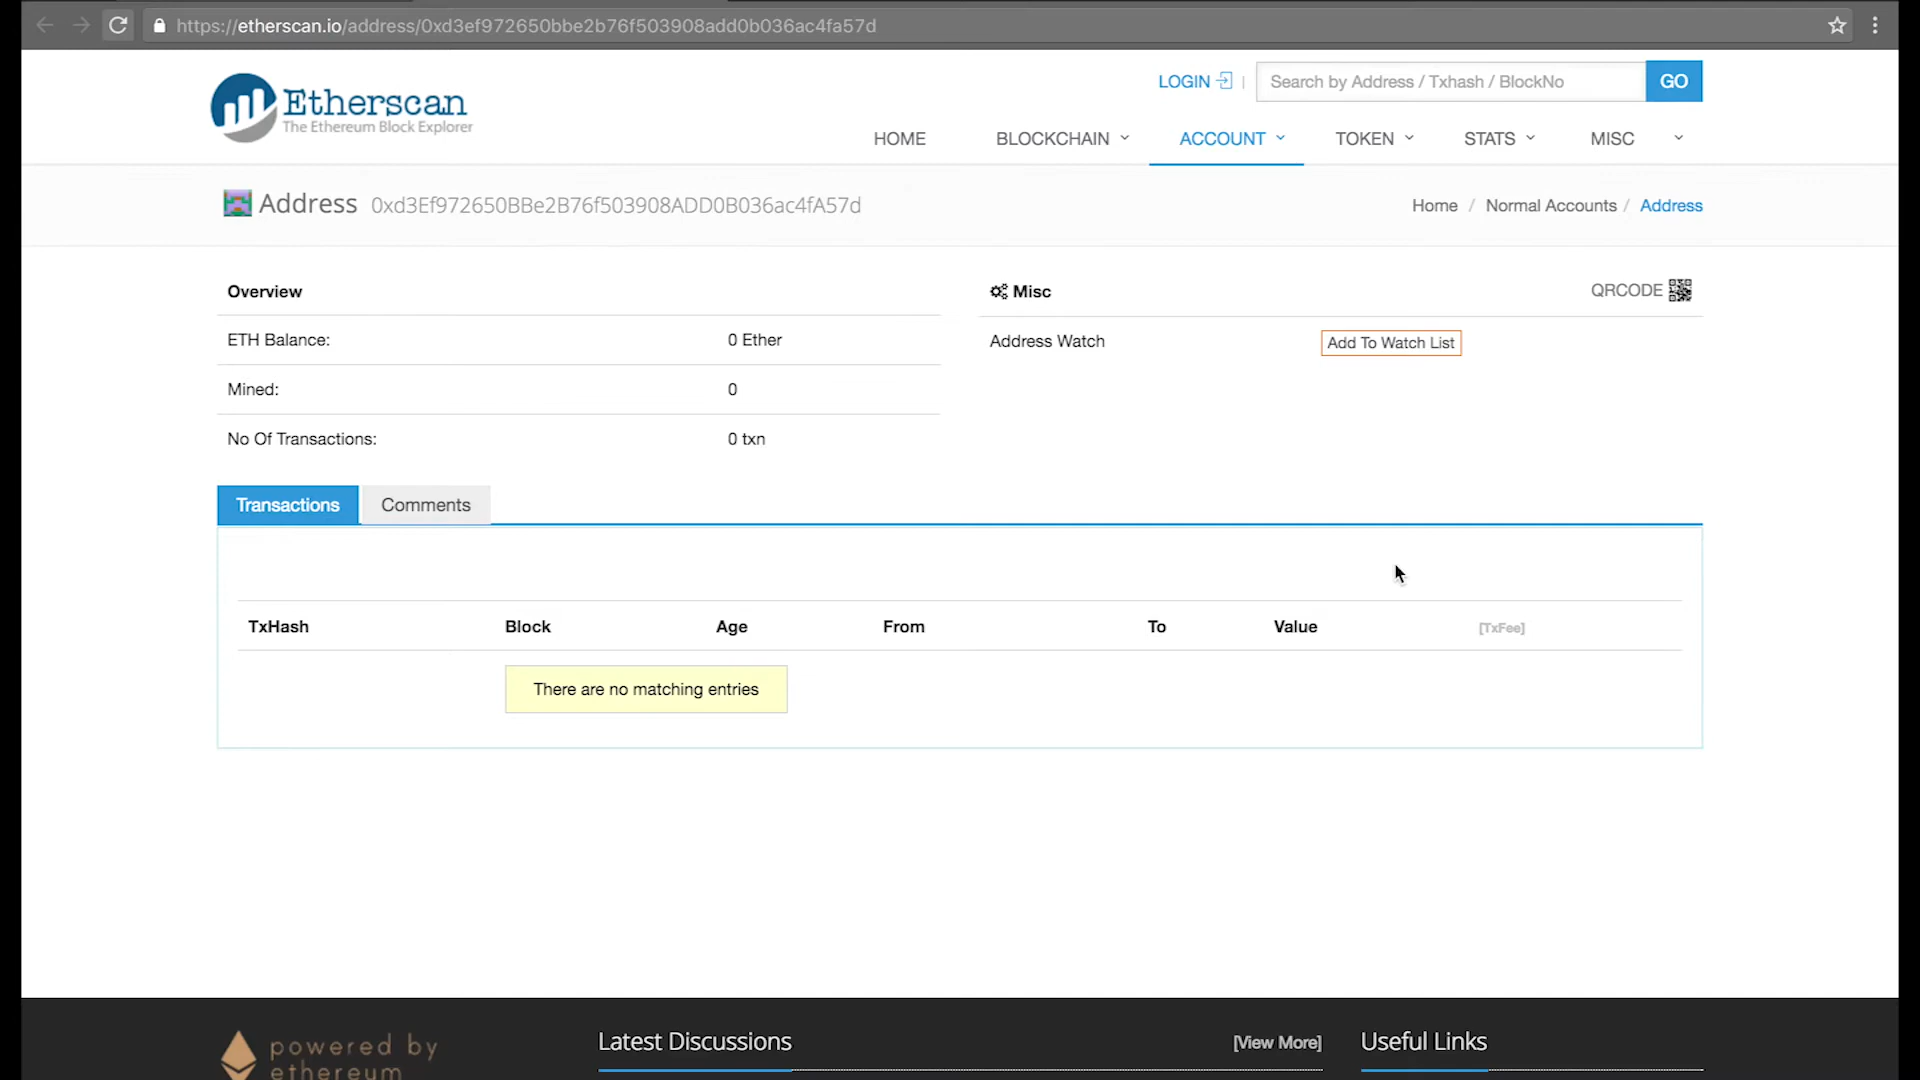 https://etherscan.io/address/0xd3ef972650bbe2b76f503908add0b036ac4fa57d
LOGIN | Search by Address / Txhash / BlockNo GO
Etherscan
The Ethereum Block Explorer
HOME BLOCKCHAIN ACCOUNT TOKEN STATS MISC
Address 0xd3Ef972650BBe2B76f503908ADD0B036ac4fA57d Home / Normal Accounts / Address
Overview
ETH Balance: 0 Ether
Mined: 0
No Of Transactions: 0 txn
Misc QRCODE
Address Watch Add To Watch List
Transactions Comments
TxHash Block Age From To Value [TxFee]
There are no matching entries
powered by
ethereum
Latest Discussions [View More]
Useful Links